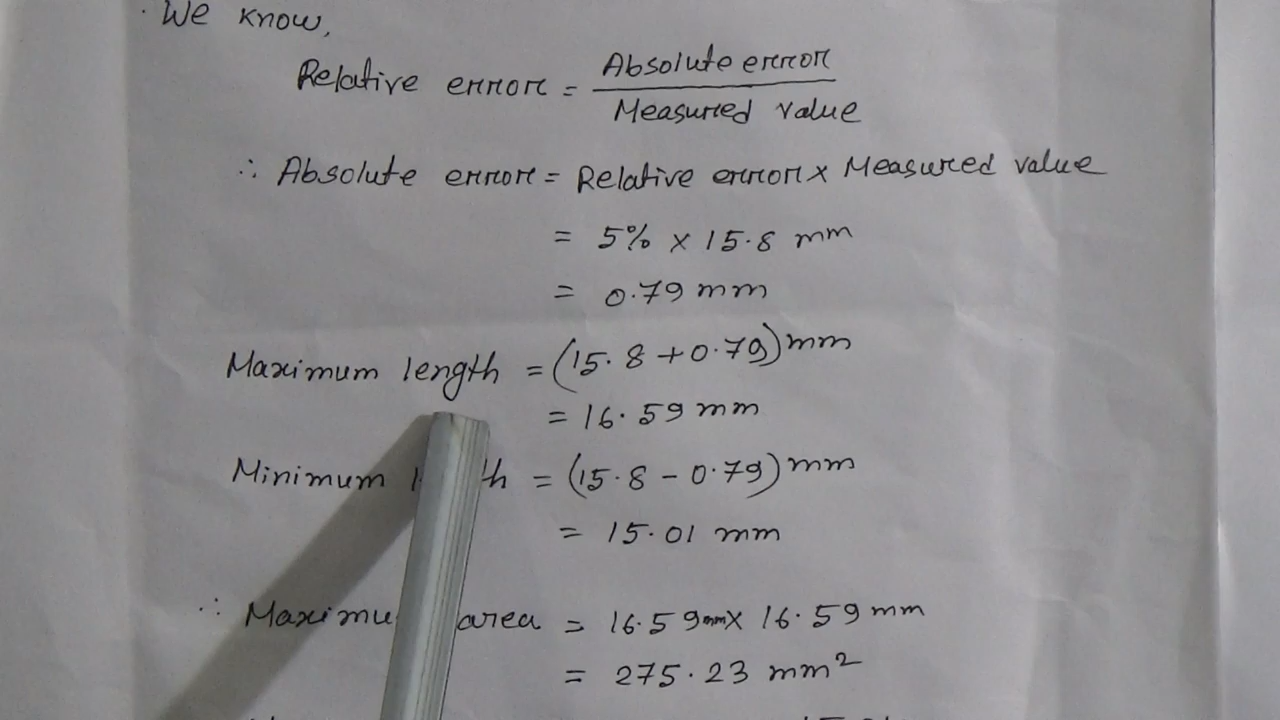 . We know,
Relative error = Absolute error / Measured value
∴ Absolute error = Relative error x Measured value
= 5% x 15.8 mm
= 0.79 mm
Maximum length = (15.8 + 0.79) mm
= 16.59 mm
Minimum = (15.8 - 0.79) mm
= 15.01 mm
∴ area = 16.59mm x 16.59 mm
= 275.23 mm²